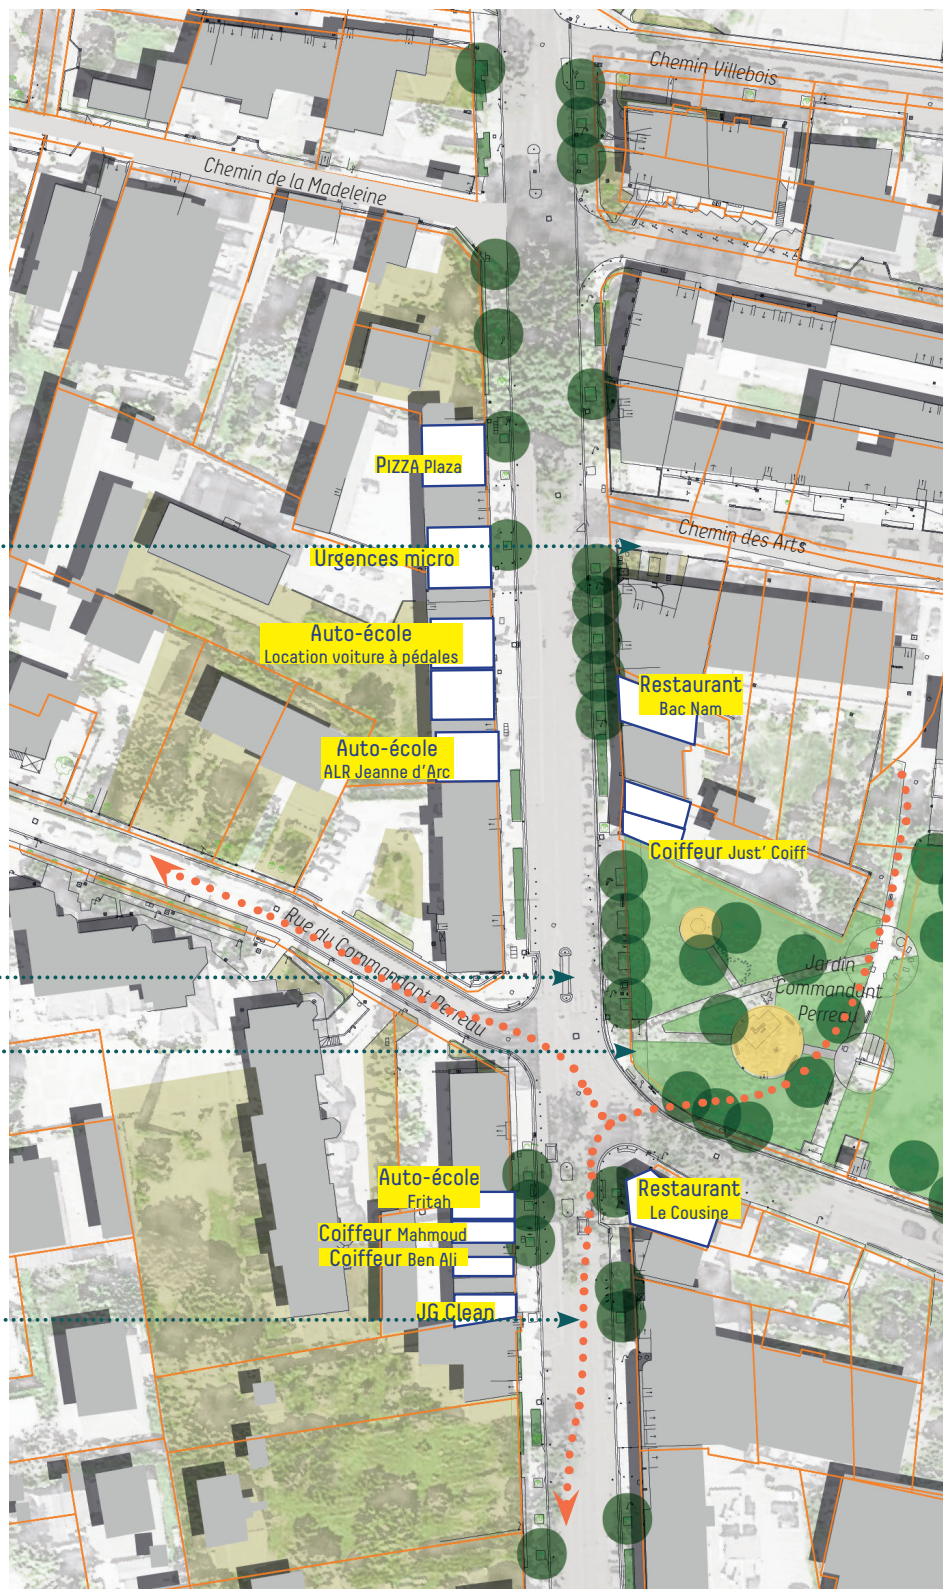 Chemin Villebois
Chemin de la Madeleine
PIZZA Plaza
Chemin des Arts
Urgences micro
Auto-école
Location voiture à pédales
Restaurant
Bac Nam
Auto-école
ALR Jeanne d'Arc
Coiffeur Just' Coiff
Rue du Commandant Perreau
Jardin
Commandant
Perreau
Auto-école
Fritah
Restaurant
Le Cousine
Coiffeur Mahmoud
Coiffeur Ben Ali
JG Clean